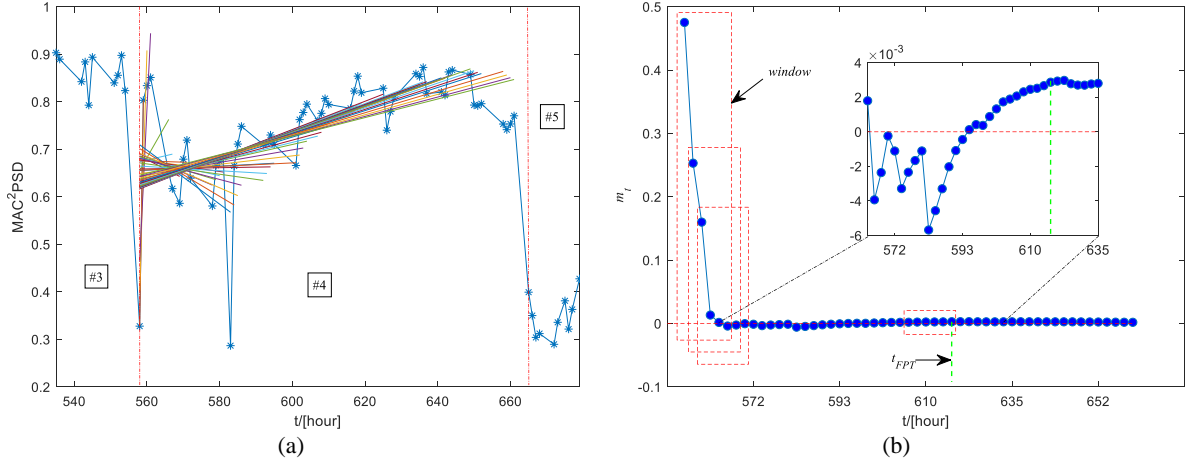 1
0.9
0.8
0.7
0.6
0.5
0.4
0.3
0.2
MAC²PSD
#3
#4
#5
540 560 580 600 620 640 660
t/[hour]
(a)
0.5
0.4
0.3
0.2
0.1
0
-0.1
m_t
window
×10⁻³
4
2
0
-2
-4
-6
572 593 610 635
t_FPT
572 593 610 635 652
t/[hour]
(b)